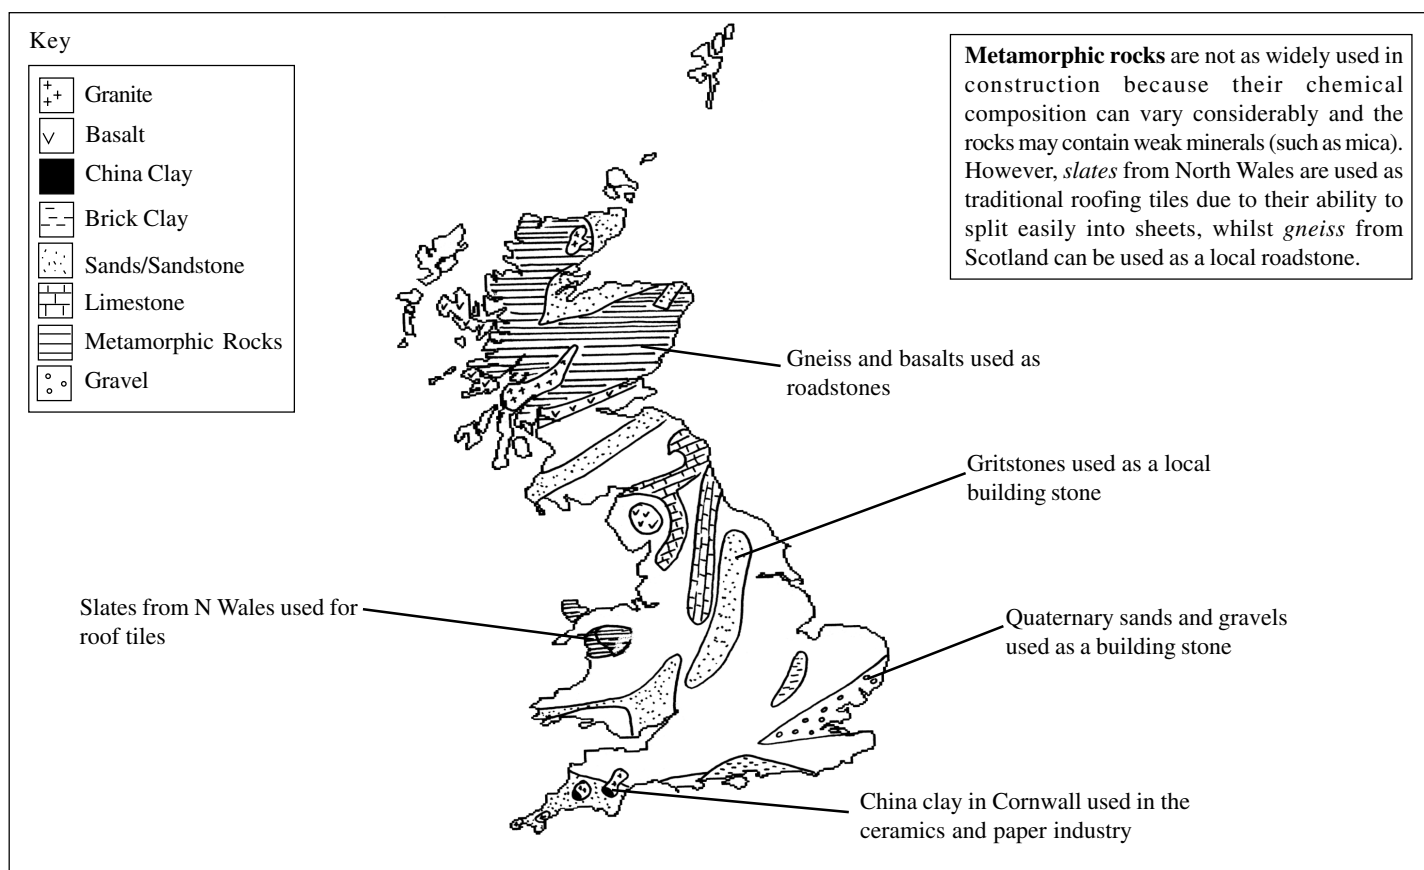 Key
Granite
Basalt
China Clay
Brick Clay
Sands/Sandstone
Limestone
Metamorphic Rocks
Gravel
Metamorphic rocks are not as widely used in
construction because their chemical
composition can vary considerably and the
rocks may contain weak minerals (such as mica).
However, slates from North Wales are used as
traditional roofing tiles due to their ability to
split easily into sheets, whilst gneiss from
Scotland can be used as a local roadstone.
Gneiss and basalts used as
roadstones
Gritstones used as a local
building stone
Slates from N Wales used for
roof tiles
Quaternary sands and gravels
used as a building stone
China clay in Cornwall used in the
ceramics and paper industry